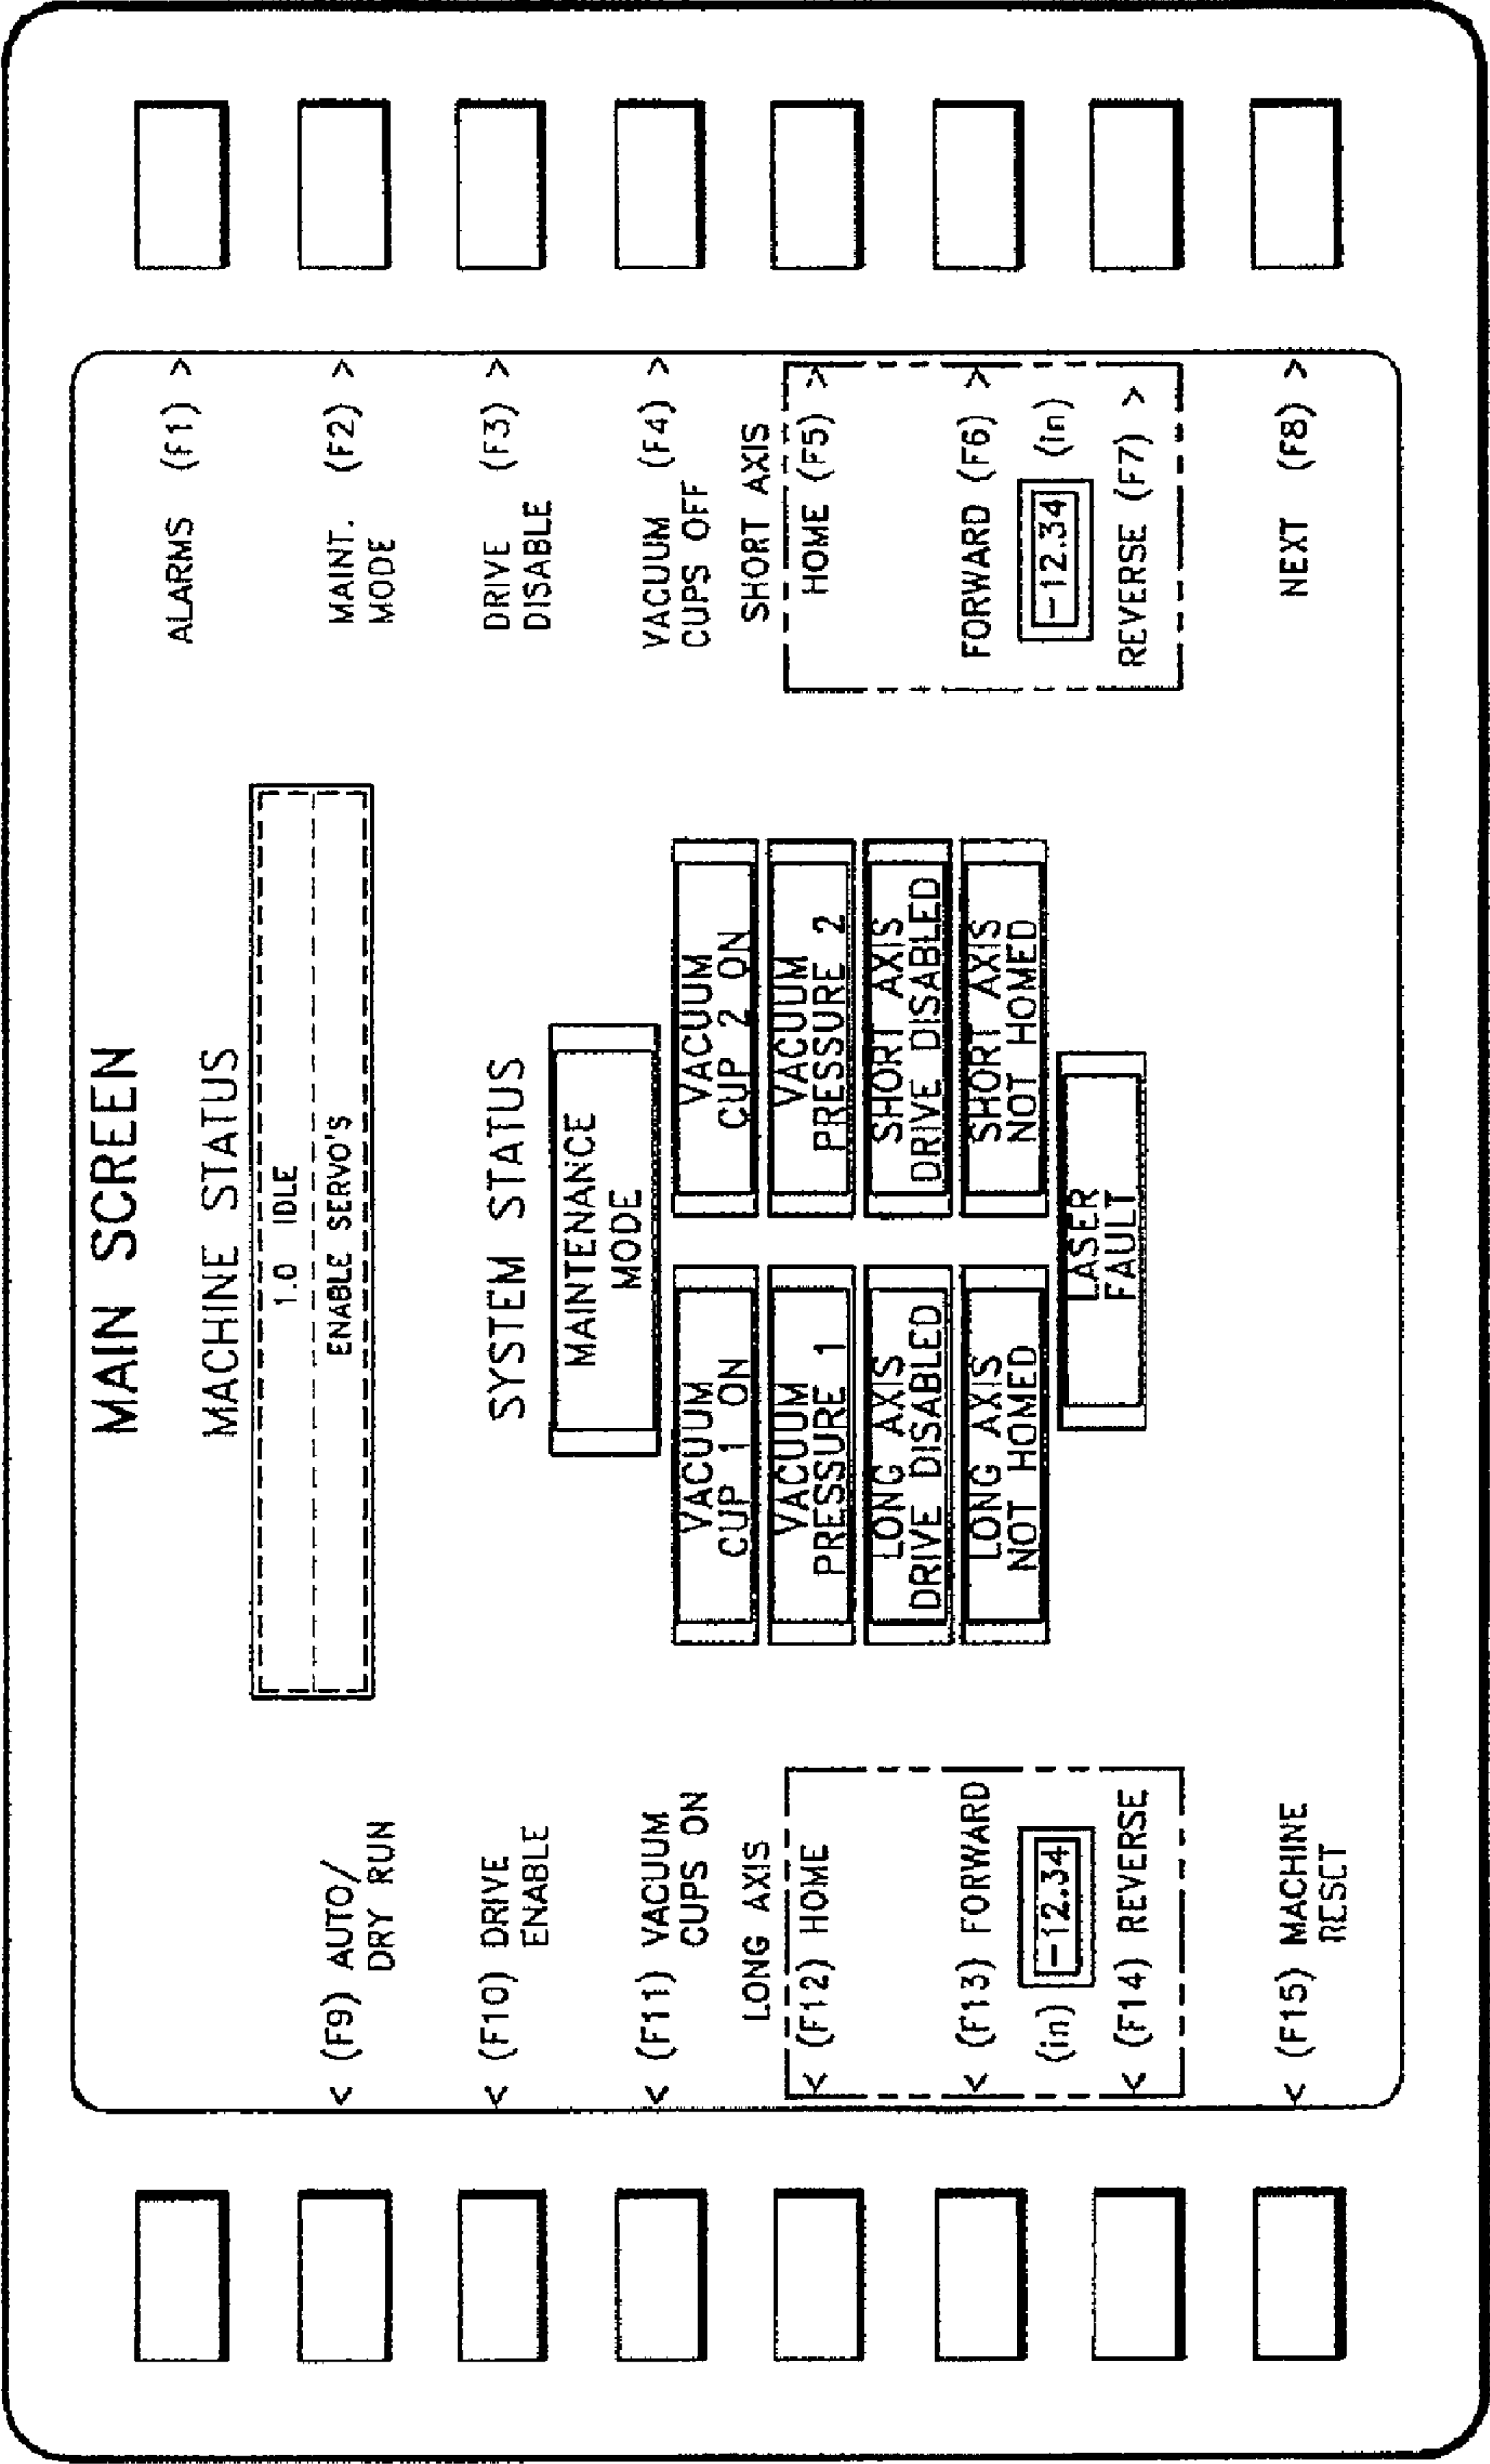 MAIN SCREEN
MACHINE STATUS
1.0 IDLE
ENABLE SERVO'S
SYSTEM STATUS
MAINTENANCE
MODE
VACUUM
CUP 1 ON
VACUUM
CUP 2 ON
VACUUM
PRESSURE 1
VACUUM
PRESSURE 2
LONG AXIS
DRIVE DISABLED
SHORT AXIS
DRIVE DISABLED
LONG AXIS
NOT HOMED
SHORT AXIS
NOT HOMED
LASER
FAULT
< (F9) AUTO/
DRY RUN
< (F10) DRIVE
ENABLE
< (F11) VACUUM
CUPS ON
LONG AXIS
< (F12) HOME
< (F13) FORWARD
(in) -12.34
< (F14) REVERSE
< (F15) MACHINE
RESET
ALARMS (F1) >
MAINT. (F2) >
MODE
DRIVE (F3) >
DISABLE
VACUUM (F4) >
CUPS OFF
SHORT AXIS
HOME (F5) >
FORWARD (F6) >
-12.34 (in)
REVERSE (F7) >
NEXT (F8) >